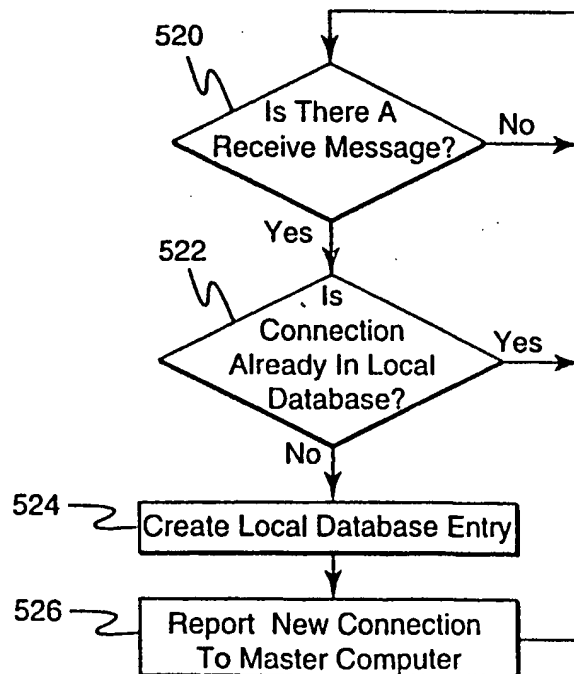 520
Is There A
Receive Message?
No
Yes
522
Is
Connection
Already In Local
Database?
Yes
No
524
Create Local Database Entry
526
Report New Connection
To Master Computer